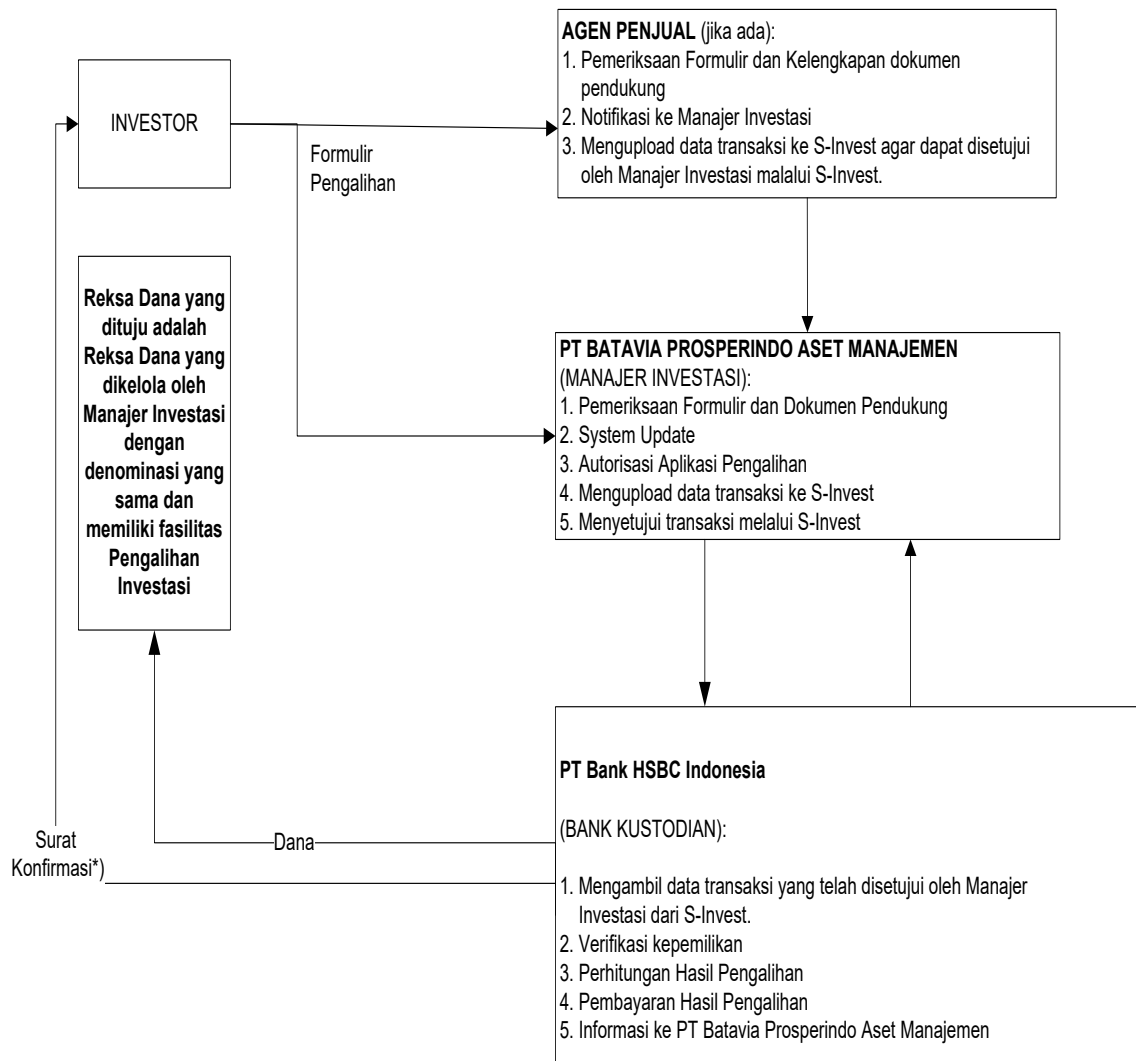 AGEN PENJUAL (jika ada):
1. Pemeriksaan Formulir dan Kelengkapan dokumen
pendukung
2. Notifikasi ke Manajer Investasi
3. Mengupload data transaksi ke S-Invest agar dapat disetujui
oleh Manajer Investasi malalui S-Invest.
INVESTOR
Formulir
Pengalihan
Reksa Dana yang
dituju adalah
Reksa Dana yang
dikelola oleh
Manajer Investasi
dengan
denominasi yang
sama dan
memiliki fasilitas
Pengalihan
Investasi
PT BATAVIA PROSPERINDO ASET MANAJEMEN
(MANAJER INVESTASI):
1. Pemeriksaan Formulir dan Dokumen Pendukung
2. System Update
3. Autorisasi Aplikasi Pengalihan
4. Mengupload data transaksi ke S-Invest
5. Menyetujui transaksi melalui S-Invest
Surat
Konfirmasi*)
Dana
PT Bank HSBC Indonesia
(BANK KUSTODIAN):
1. Mengambil data transaksi yang telah disetujui oleh Manajer
Investasi dari S-Invest.
2. Verifikasi kepemilikan
3. Perhitungan Hasil Pengalihan
4. Pembayaran Hasil Pengalihan
5. Informasi ke PT Batavia Prosperindo Aset Manajemen